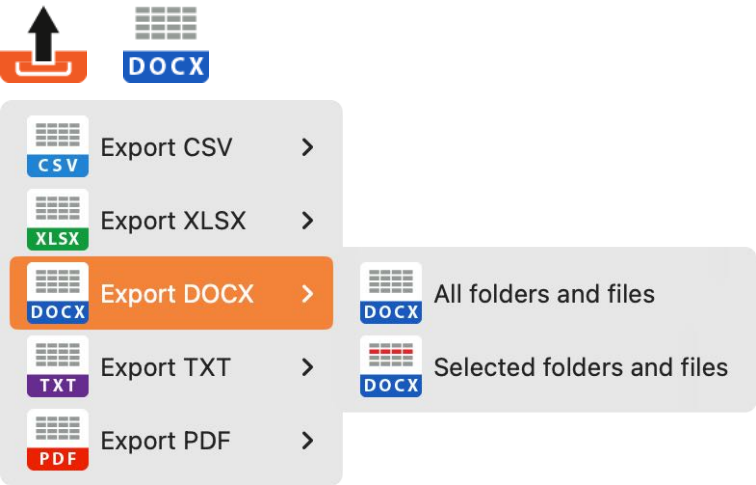 DOCX
CSV Export CSV
XLSX Export XLSX
DOCX Export DOCX
DOCX All folders and files
TXT Export TXT
DOCX Selected folders and files
PDF Export PDF